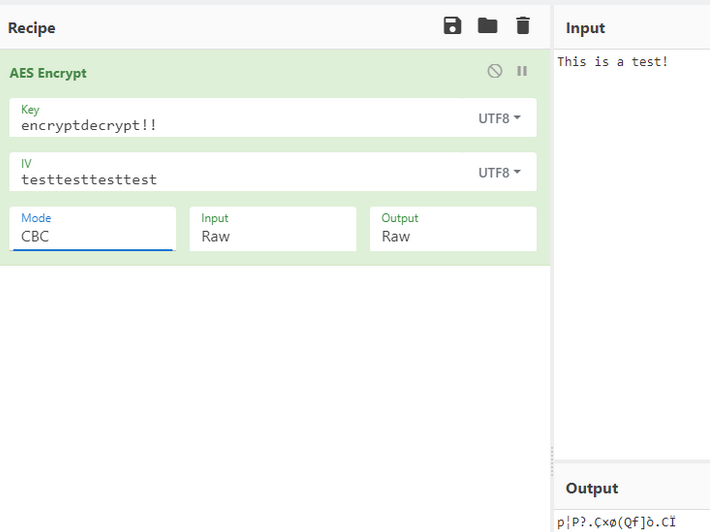 Recipe
AES Encrypt
Key
encryptdecrypt!!
UTF8
IV
testtesttesttest
UTF8
Mode
CBC
Input
Raw
Output
Raw
Input
This is a test!
Output
p¦P?.Ç×ø(Qf]ò.CÏ